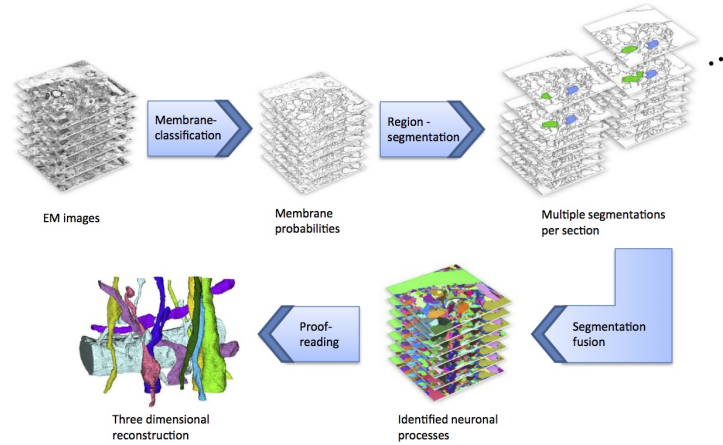 Membrane-
classification
Region -
segmentation
EM images
Membrane
probabilities
Multiple segmentations
per section
Segmentation
fusion
Proof-
reading
Three dimensional
reconstruction
Identified neuronal
processes